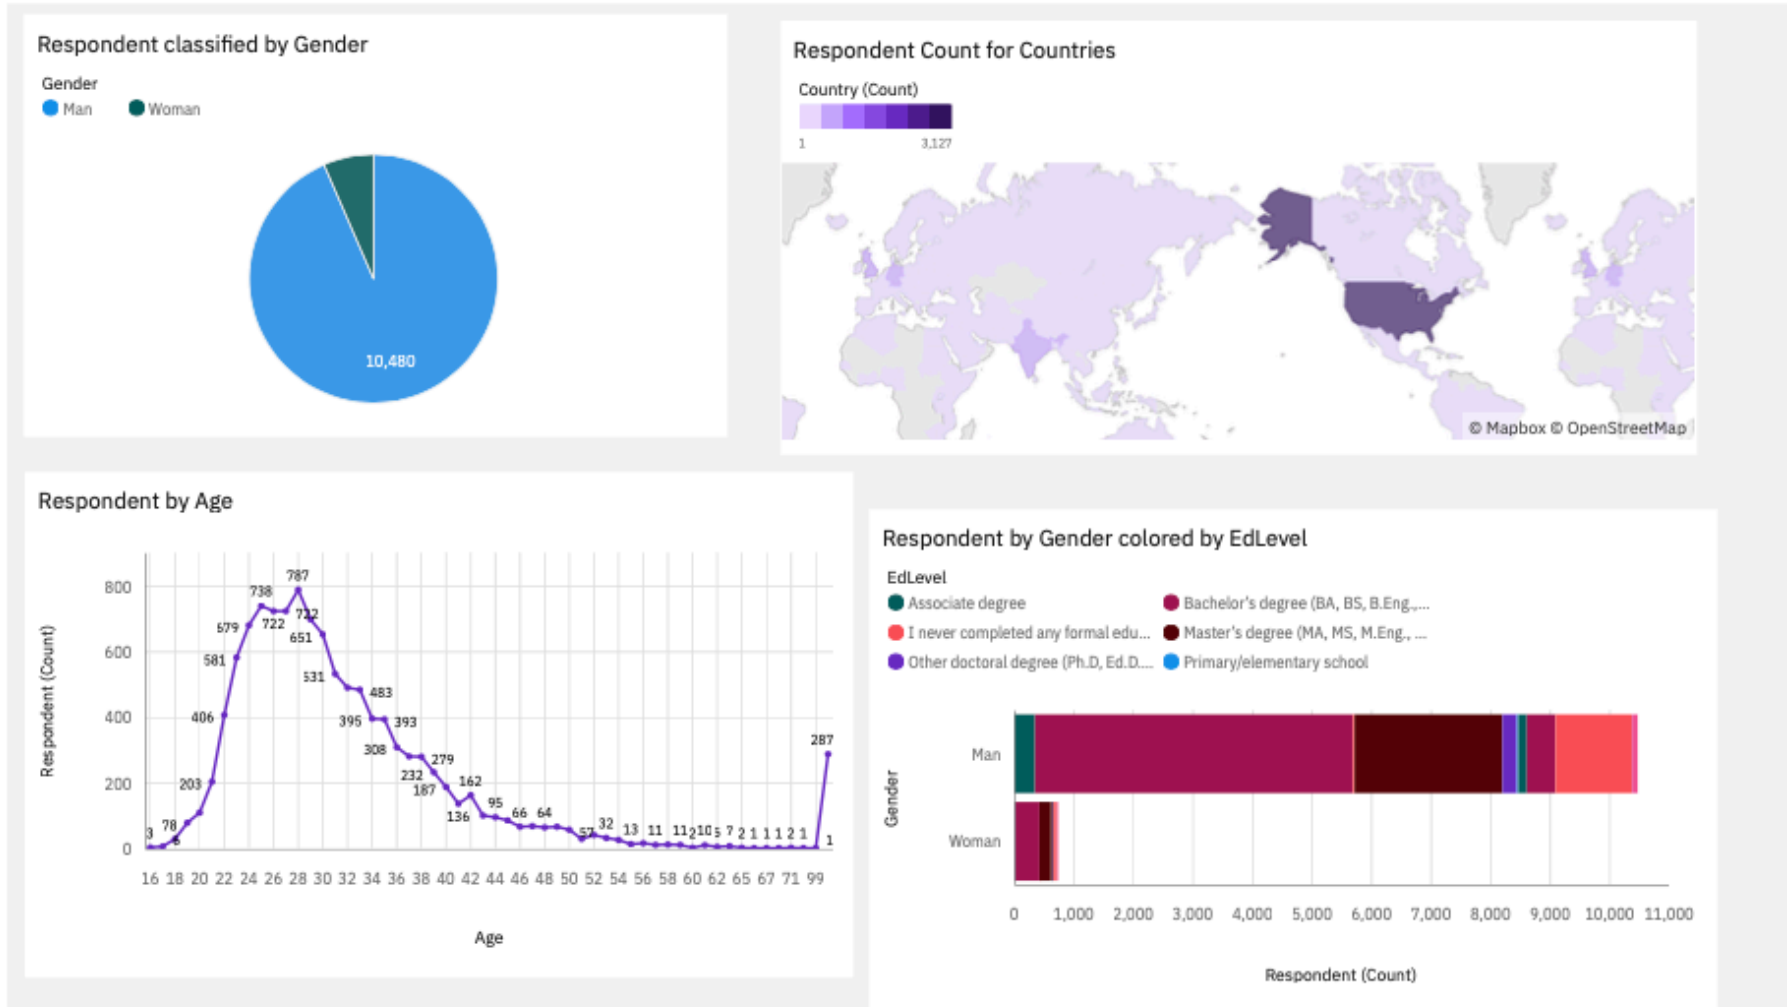 Respondent classified by Gender
Gender
Man Woman
10,480
Respondent Count for Countries
Country (Count)
1 3,127
© Mapbox © OpenStreetMap
Respondent by Age
Respondent (Count)
800
600
400
200
0
3
78
6
203
406
581
679
738
722
787
722
651
531
483
395
393
308
279
232
187
162
136
95
66
64
57
32
13
11
11
2
10
5
7
2
1
1
1
2
1
287
1
16 18 20 22 24 26 28 30 32 34 36 38 40 42 44 46 48 50 52 54 56 58 60 62 65 67 71 99
Age
Respondent by Gender colored by EdLevel
EdLevel
Associate degree Bachelor's degree (BA, BS, B.Eng.,...
I never completed any formal edu... Master's degree (MA, MS, M.Eng., ...
Other doctoral degree (Ph.D, Ed.D.... Primary/elementary school
Gender
Man
Woman
0 1,000 2,000 3,000 4,000 5,000 6,000 7,000 8,000 9,000 10,000 11,000
Respondent (Count)